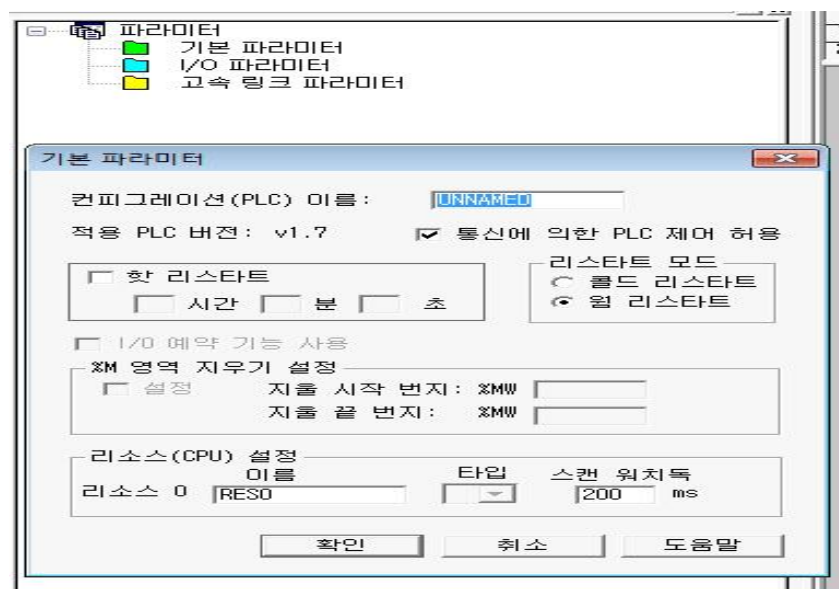 파라미터
기본 파라미터
I/O 파라미터
고속 링크 파라미터
기본 파라미터
컨피그레이션(PLC) 이름: UNNAMED
적용 PLC 버전: v1.7 통신에 의한 PLC 제어 허용
핫 리스타트
시간 분 초
리스타트 모드
콜드 리스타트
웜 리스타트
I/O 예약 기능 사용
%M 영역 지우기 설정
설정 지울 시작 번지: %MW
지울 끝 번지: %MW
리소스(CPU) 설정
이름 타입 스캔 워치독
리소스 0 RES0 200 ms
확인 취소 도움말